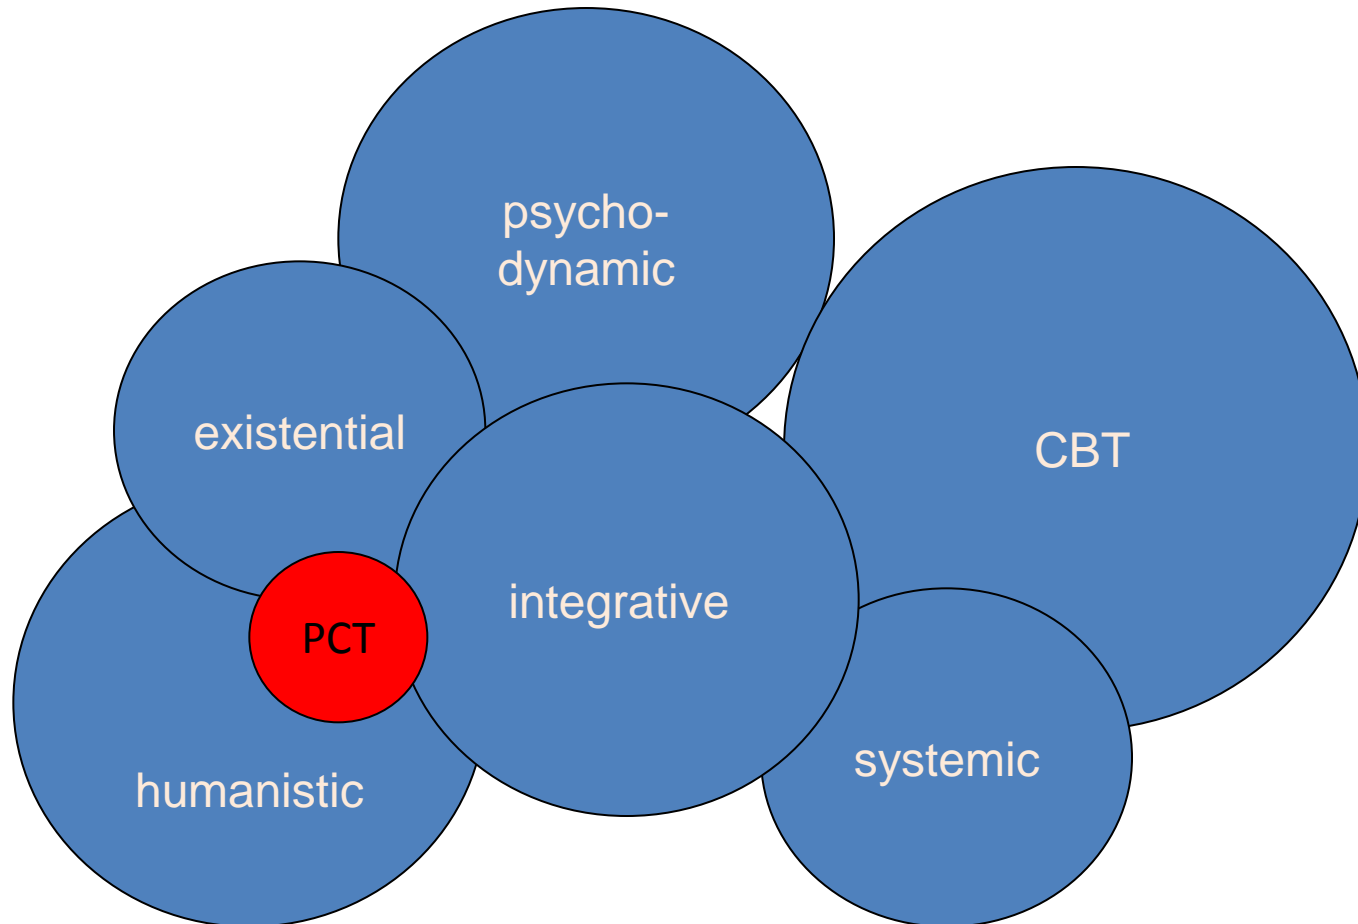 psycho-
dynamic
existential
CBT
integrative
PCT
systemic
humanistic